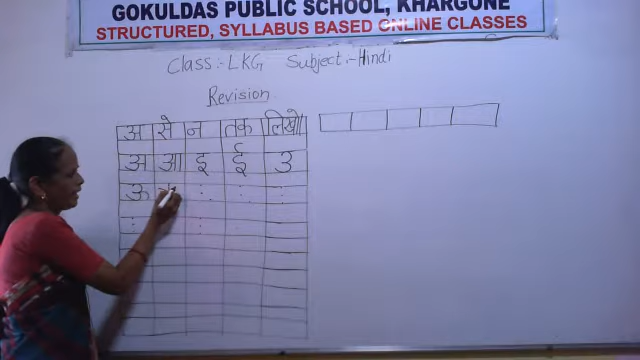 GOKULDAS PUBLIC SCHOOL, KHARGONE
STRUCTURED, SYLLABUS BASED ONLINE CLASSES
Class:- LKG Subject:- Hindi
Revision
अ से न तक लिखो
अ आ इ ई उ
ऊ